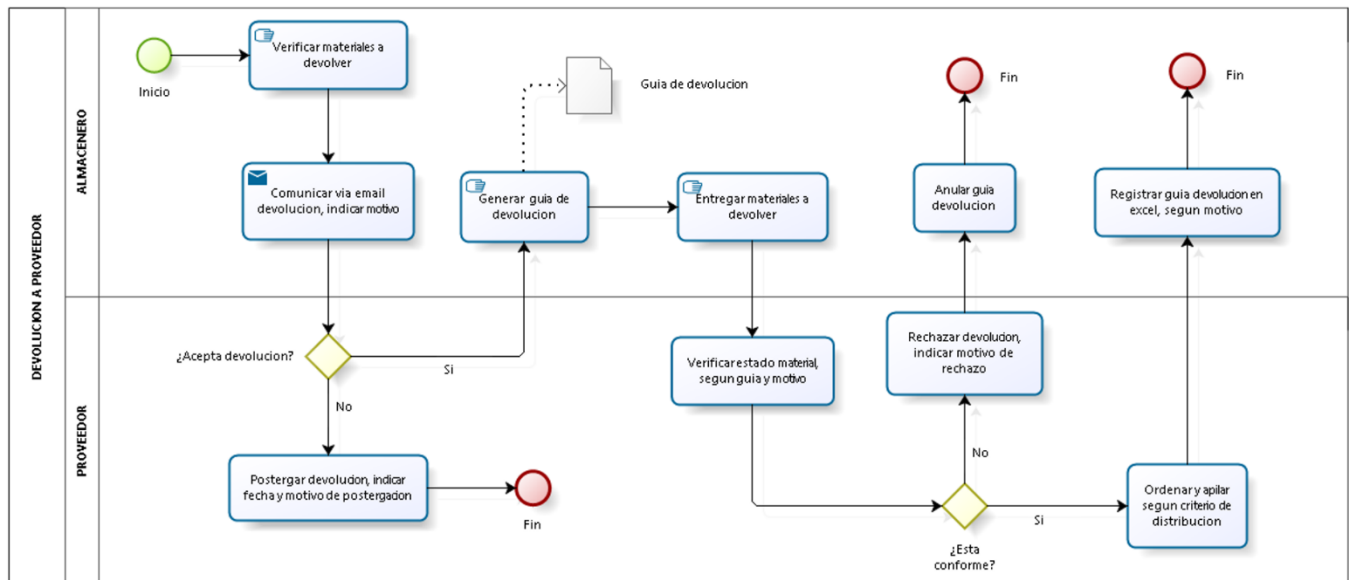 DEVOLUCION A PROVEEDOR
ALMACENERO
Inicio
Verificar materiales a
devolver
Comunicar via email
devolucion, indicar motivo
Generar guia de
devolucion
Guia de devolucion
Entregar materiales a
devolver
Anular guia
devolucion
Fin
Registrar guia devolucion en
excel, segun motivo
Fin
PROVEEDOR
¿Acepta devolucion?
Si
No
Postergar devolucion, indicar
fecha y motivo de postergacion
Fin
Verificar estado material,
segun guia y motivo
Rechazar devolucion,
indicar motivo de
rechazo
No
¿Esta
conforme?
Si
Ordenar y apilar
segun criterio de
distribucion